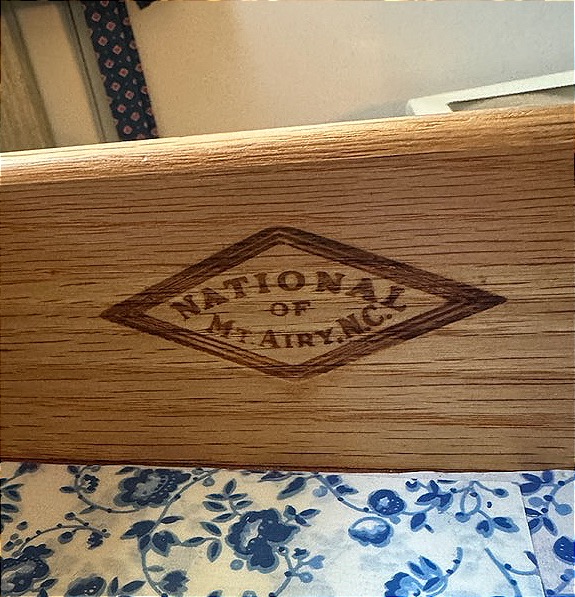 NATIONAL
OF
MT. AIRY, N.C.